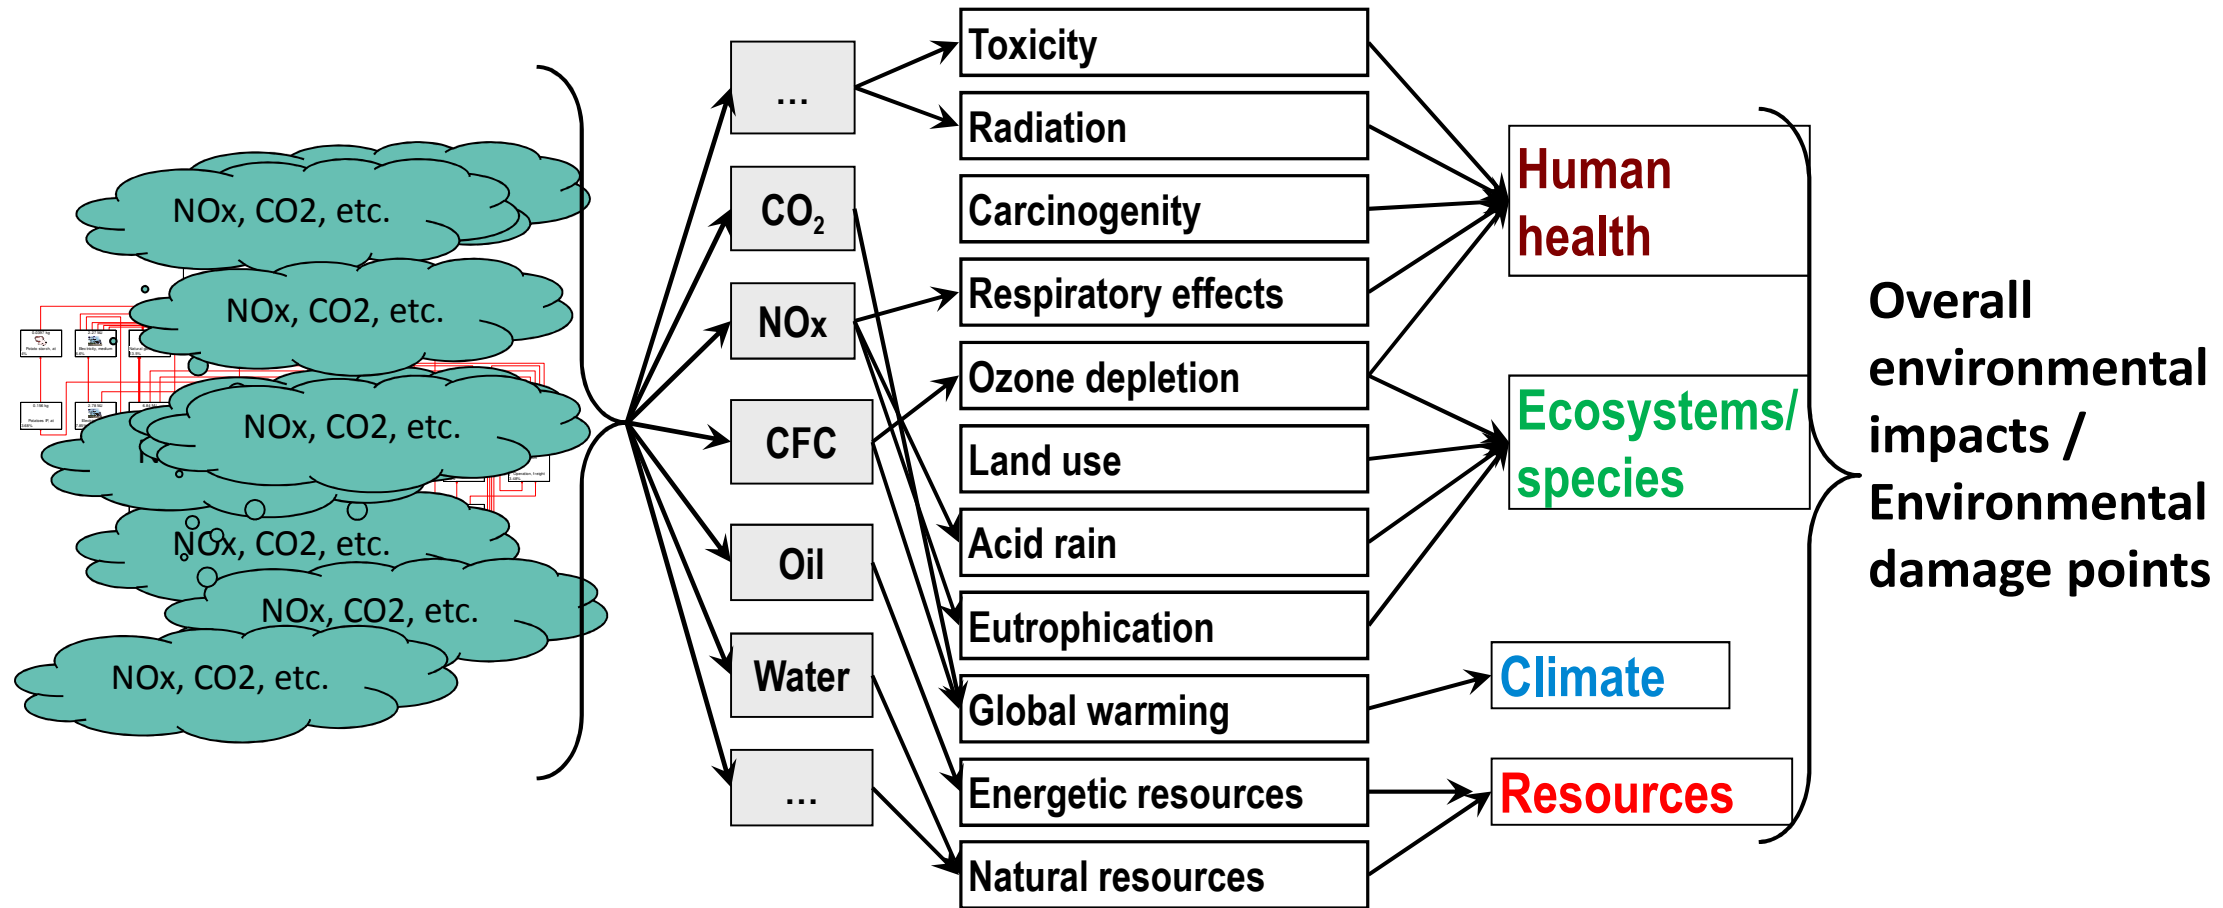 NOx, CO2, etc.
NOx, CO2, etc.
NOx, CO2, etc.
NOx, CO2, etc.
NOx, CO2, etc.
NOx, CO2, etc.
...
CO₂
NOx
CFC
Oil
Water
...
Toxicity
Radiation
Carcinogenity
Respiratory effects
Ozone depletion
Land use
Acid rain
Eutrophication
Global warming
Energetic resources
Natural resources
Human
health
Ecosystems/
species
Climate
Resources
Overall
environmental
impacts /
Environmental
damage points